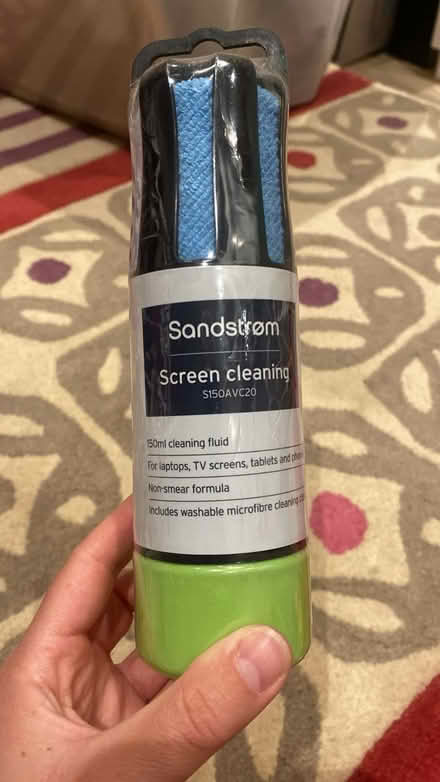 Sandstrøm
Screen cleaning
S150AVC20
150ml cleaning fluid
For laptops, TV screens, tablets and
Non-smear formula
Includes washable microfibre cleaning